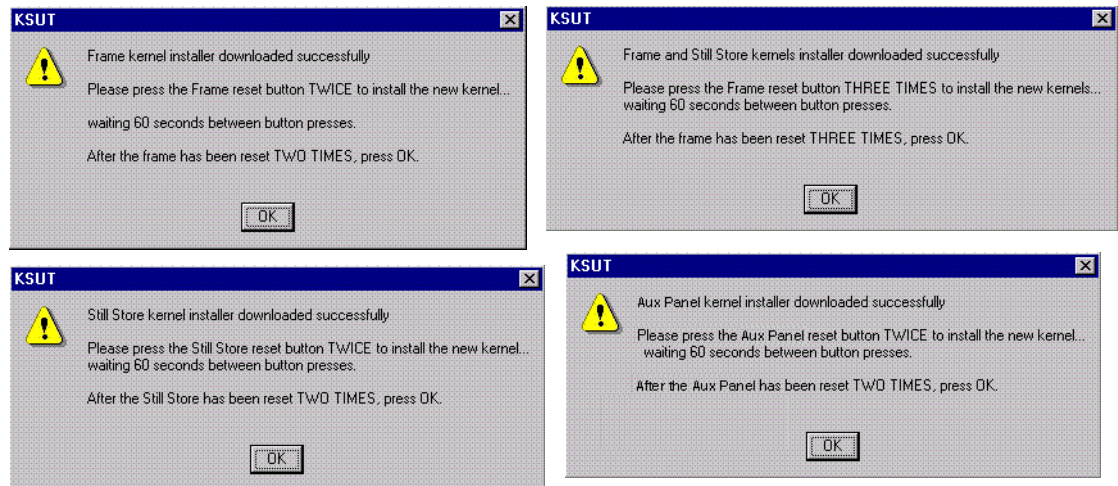 KSUT
Frame kernel installer downloaded successfully
Please press the Frame reset button TWICE to install the new kernel...
waiting 60 seconds between button presses.
After the frame has been reset TWO TIMES, press OK.
OK
KSUT
Frame and Still Store kernels installer downloaded successfully
Please press the Frame reset button THREE TIMES to install the new kernels...
waiting 60 seconds between button presses.
After the frame has been reset THREE TIMES, press OK.
OK
KSUT
Still Store kernel installer downloaded successfully
Please press the Still Store reset button TWICE to install the new kernel...
waiting 60 seconds between button presses.
After the Still Store has been reset TWO TIMES, press OK.
OK
KSUT
Aux Panel kernel installer downloaded successfully
Please press the Aux Panel reset button TWICE to install the new kernel...
waiting 60 seconds between button presses.
After the Aux Panel has been reset TWO TIMES, press OK.
OK